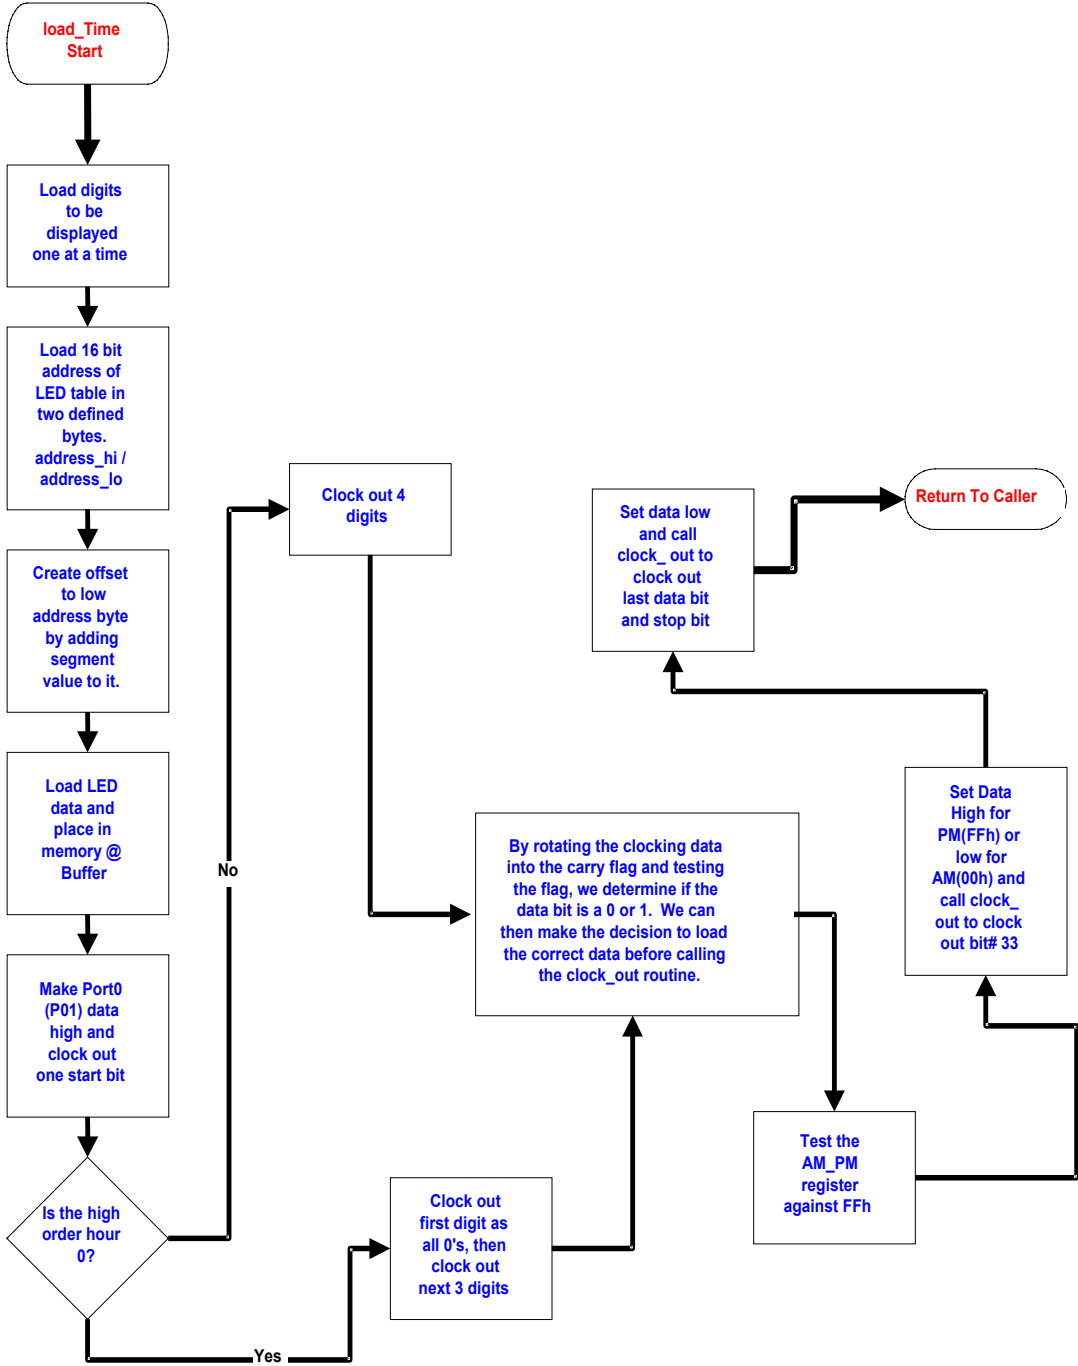 load_Time
Start
Load digits
to be
displayed
one at a time
Load 16 bit
address of
LED table in
two defined
bytes.
address_hi /
address_lo
Create offset
to low
address byte
by adding
segment
value to it.
Load LED
data and
place in
memory @
Buffer
Make Port0
(P01) data
high and
clock out
one start bit
Is the high
order hour
0?
No
Yes
Clock out 4
digits
Clock out
first digit as
all 0's, then
clock out
next 3 digits
By rotating the clocking data
into the carry flag and testing
the flag, we determine if the
data bit is a 0 or 1. We can
then make the decision to load
the correct data before calling
the clock_out routine.
Test the
AM_PM
register
against FFh
Set Data
High for
PM(FFh) or
low for
AM(00h) and
call clock_
out to clock
out bit# 33
Set data low
and call
clock_ out to
clock out
last data bit
and stop bit
Return To Caller